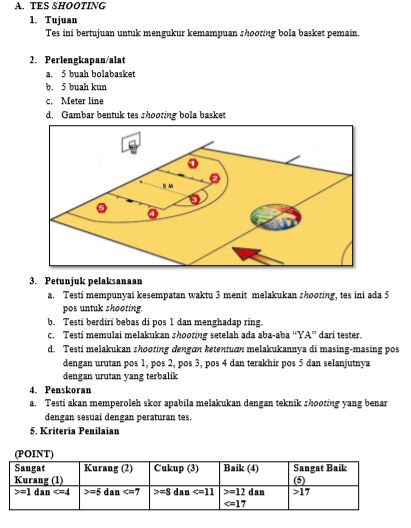 A. TES SHOOTING
1. Tujuan
Tes ini bertujuan untuk mengukur kemampuan shooting bola basket pemain.
2. Perlengkapan/alat
a. 5 buah bolabasket
b. 5 buah kun
c. Meter line
d. Gambar bentuk tes shooting bola basket
1
2
5 M
3
5
4
3. Petunjuk pelaksanaan
a. Testi mempunyai kesempatan waktu 3 menit melakukan shooting, tes ini ada 5
pos untuk shooting.
b. Testi berdiri bebas di pos 1 dan menghadap ring.
c. Testi memulai melakukan shooting setelah ada aba-aba “YA” dari tester.
d. Testi melakukan shooting dengan ketentuan melakukannya di masing-masing pos
dengan urutan pos 1, pos 2, pos 3, pos 4 dan terakhir pos 5 dan selanjutnya
dengan urutan yang terbalik
4. Penskoran
a. Testi akan memperoleh skor apabila melakukan dengan teknik shooting yang benar
dengan sesuai dengan peraturan tes.
5. Kriteria Penilaian
(POINT)
Sangat Kurang (1) Kurang (2) Cukup (3) Baik (4) Sangat Baik (5)
>=1 dan <=4 >=5 dan <=7 >=8 dan <=11 >=12 dan <=17 >17